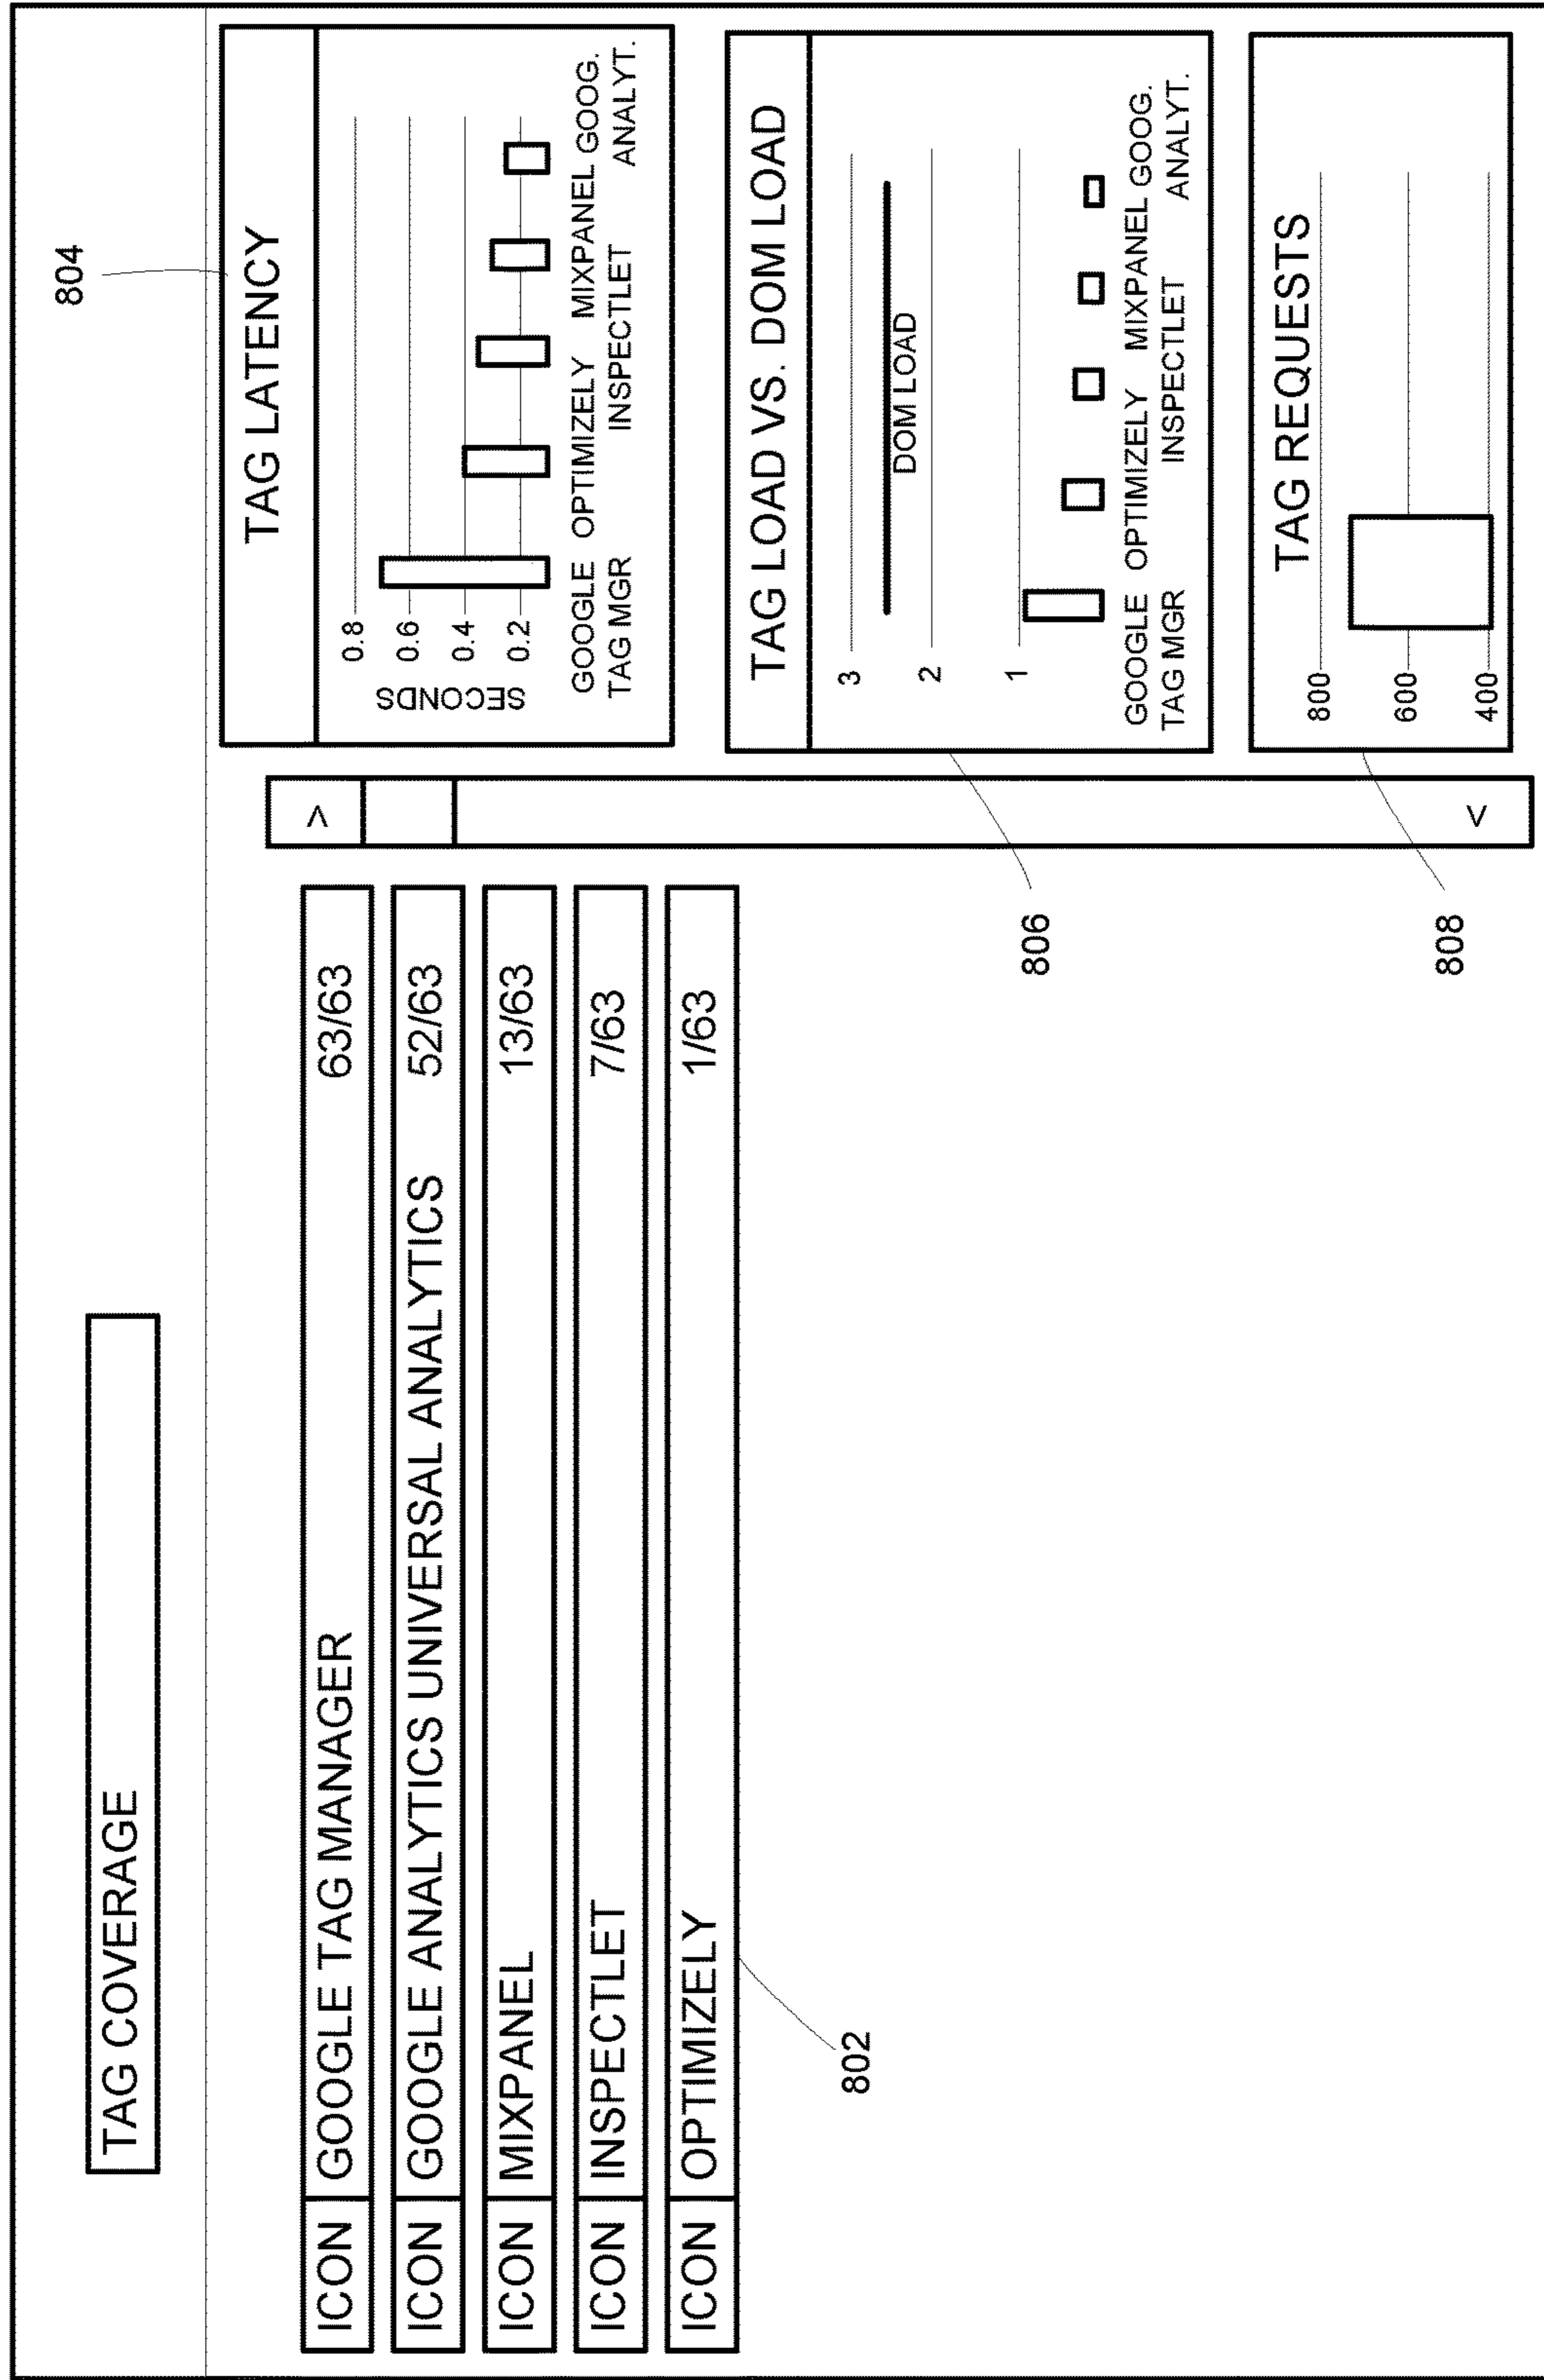 TAG COVERAGE
804
ICON GOOGLE TAG MANAGER 63/63
ICON GOOGLE ANALYTICS UNIVERSAL ANALYTICS 52/63
ICON MIXPANEL 13/63
ICON INSPECTLET 7/63
ICON OPTIMIZELY 1/63
802
>
<
TAG LATENCY
SECONDS
0.8
0.6
0.4
0.2
GOOGLE OPTIMIZELY MIXPANEL GOOG.
TAG MGR INSPECTLET ANALYT.
TAG LOAD VS. DOM LOAD
3
DOM LOAD
2
1
GOOGLE OPTIMIZELY MIXPANEL GOOG.
TAG MGR INSPECTLET ANALYT.
806
TAG REQUESTS
800
600
400
808